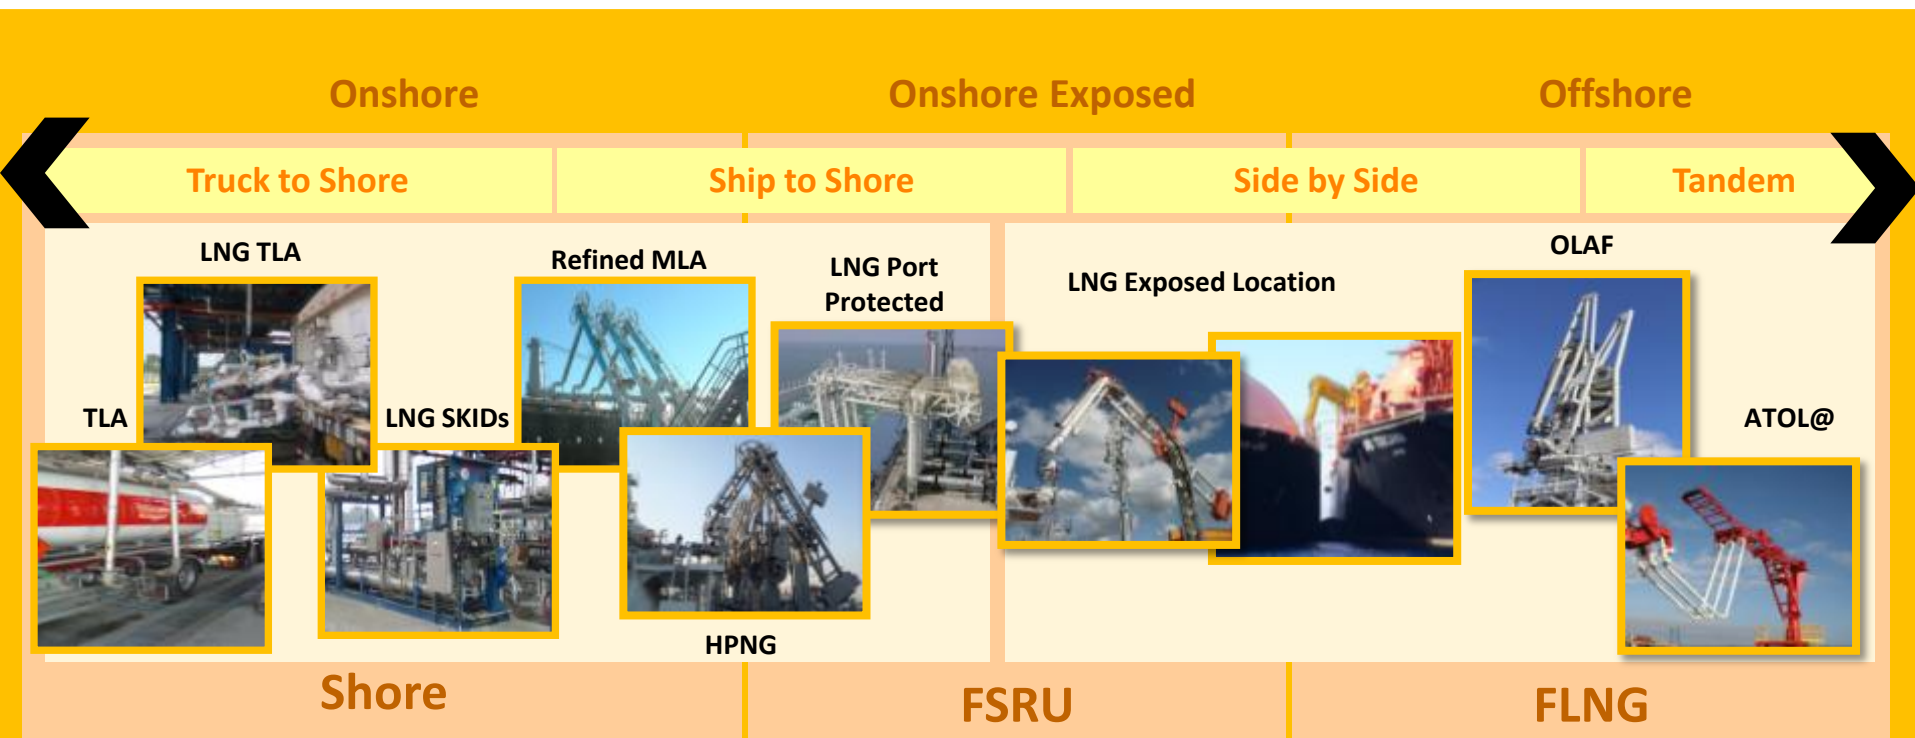 Onshore
Onshore Exposed
Offshore
Truck to Shore
Ship to Shore
Side by Side
Tandem
LNG TLA
Refined MLA
LNG Port
Protected
LNG Exposed Location
OLAF
TLA
LNG SKIDs
ATOL@
HPNG
Shore
FSRU
FLNG